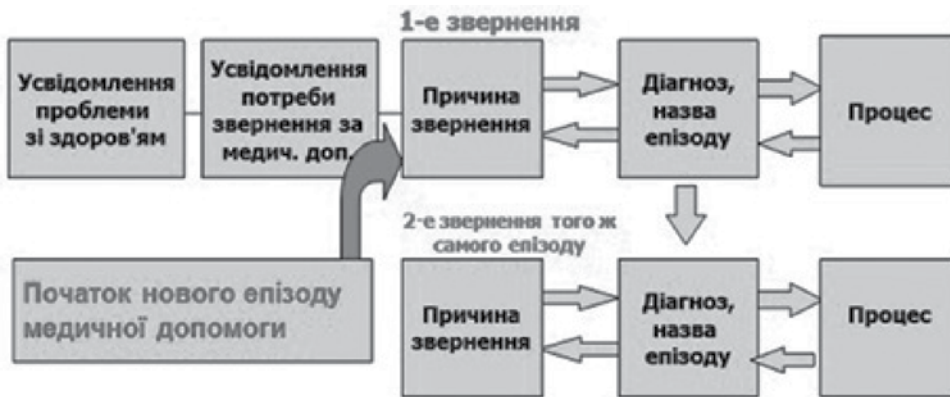 1-е звернення
Усвідомлення
проблеми
зі здоров'ям
Усвідомлення
потреби
звернення за
медич. доп.
Причина
звернення
Діагноз,
назва
епізоду
Процес
2-е звернення того ж
самого епізоду
Початок нового епізоду
медичної допомоги
Причина
звернення
Діагноз,
назва
епізоду
Процес